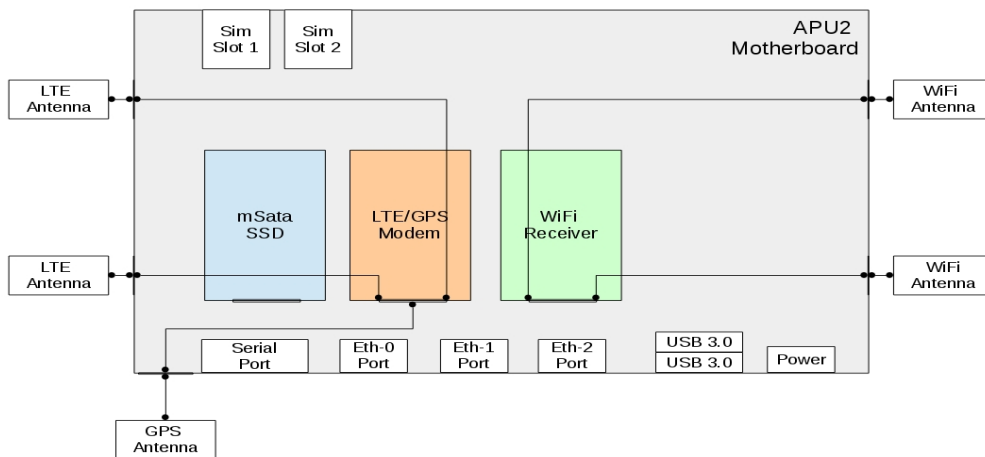 Sim
Slot 1
Sim
Slot 2
APU2
Motherboard
LTE
Antenna
WiFi
Antenna
mSata
SSD
LTE/GPS
Modem
WiFi
Receiver
LTE
Antenna
WiFi
Antenna
Serial
Port
Eth-0
Port
Eth-1
Port
Eth-2
Port
USB 3.0
USB 3.0
Power
GPS
Antenna